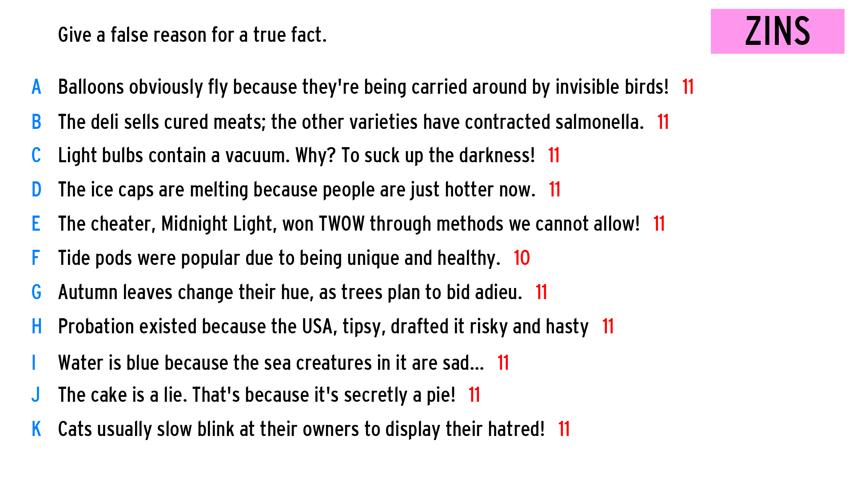 Give a false reason for a true fact.
ZINS
A Balloons obviously fly because they're being carried around by invisible birds! 11
B The deli sells cured meats; the other varieties have contracted salmonella. 11
C Light bulbs contain a vacuum. Why? To suck up the darkness! 11
D The ice caps are melting because people are just hotter now. 11
E The cheater, Midnight Light, won TWOW through methods we cannot allow! 11
F Tide pods were popular due to being unique and healthy. 10
G Autumn leaves change their hue, as trees plan to bid adieu. 11
H Probation existed because the USA, tipsy, drafted it risky and hasty 11
I Water is blue because the sea creatures in it are sad... 11
J The cake is a lie. That's because it's secretly a pie! 11
K Cats usually slow blink at their owners to display their hatred! 11